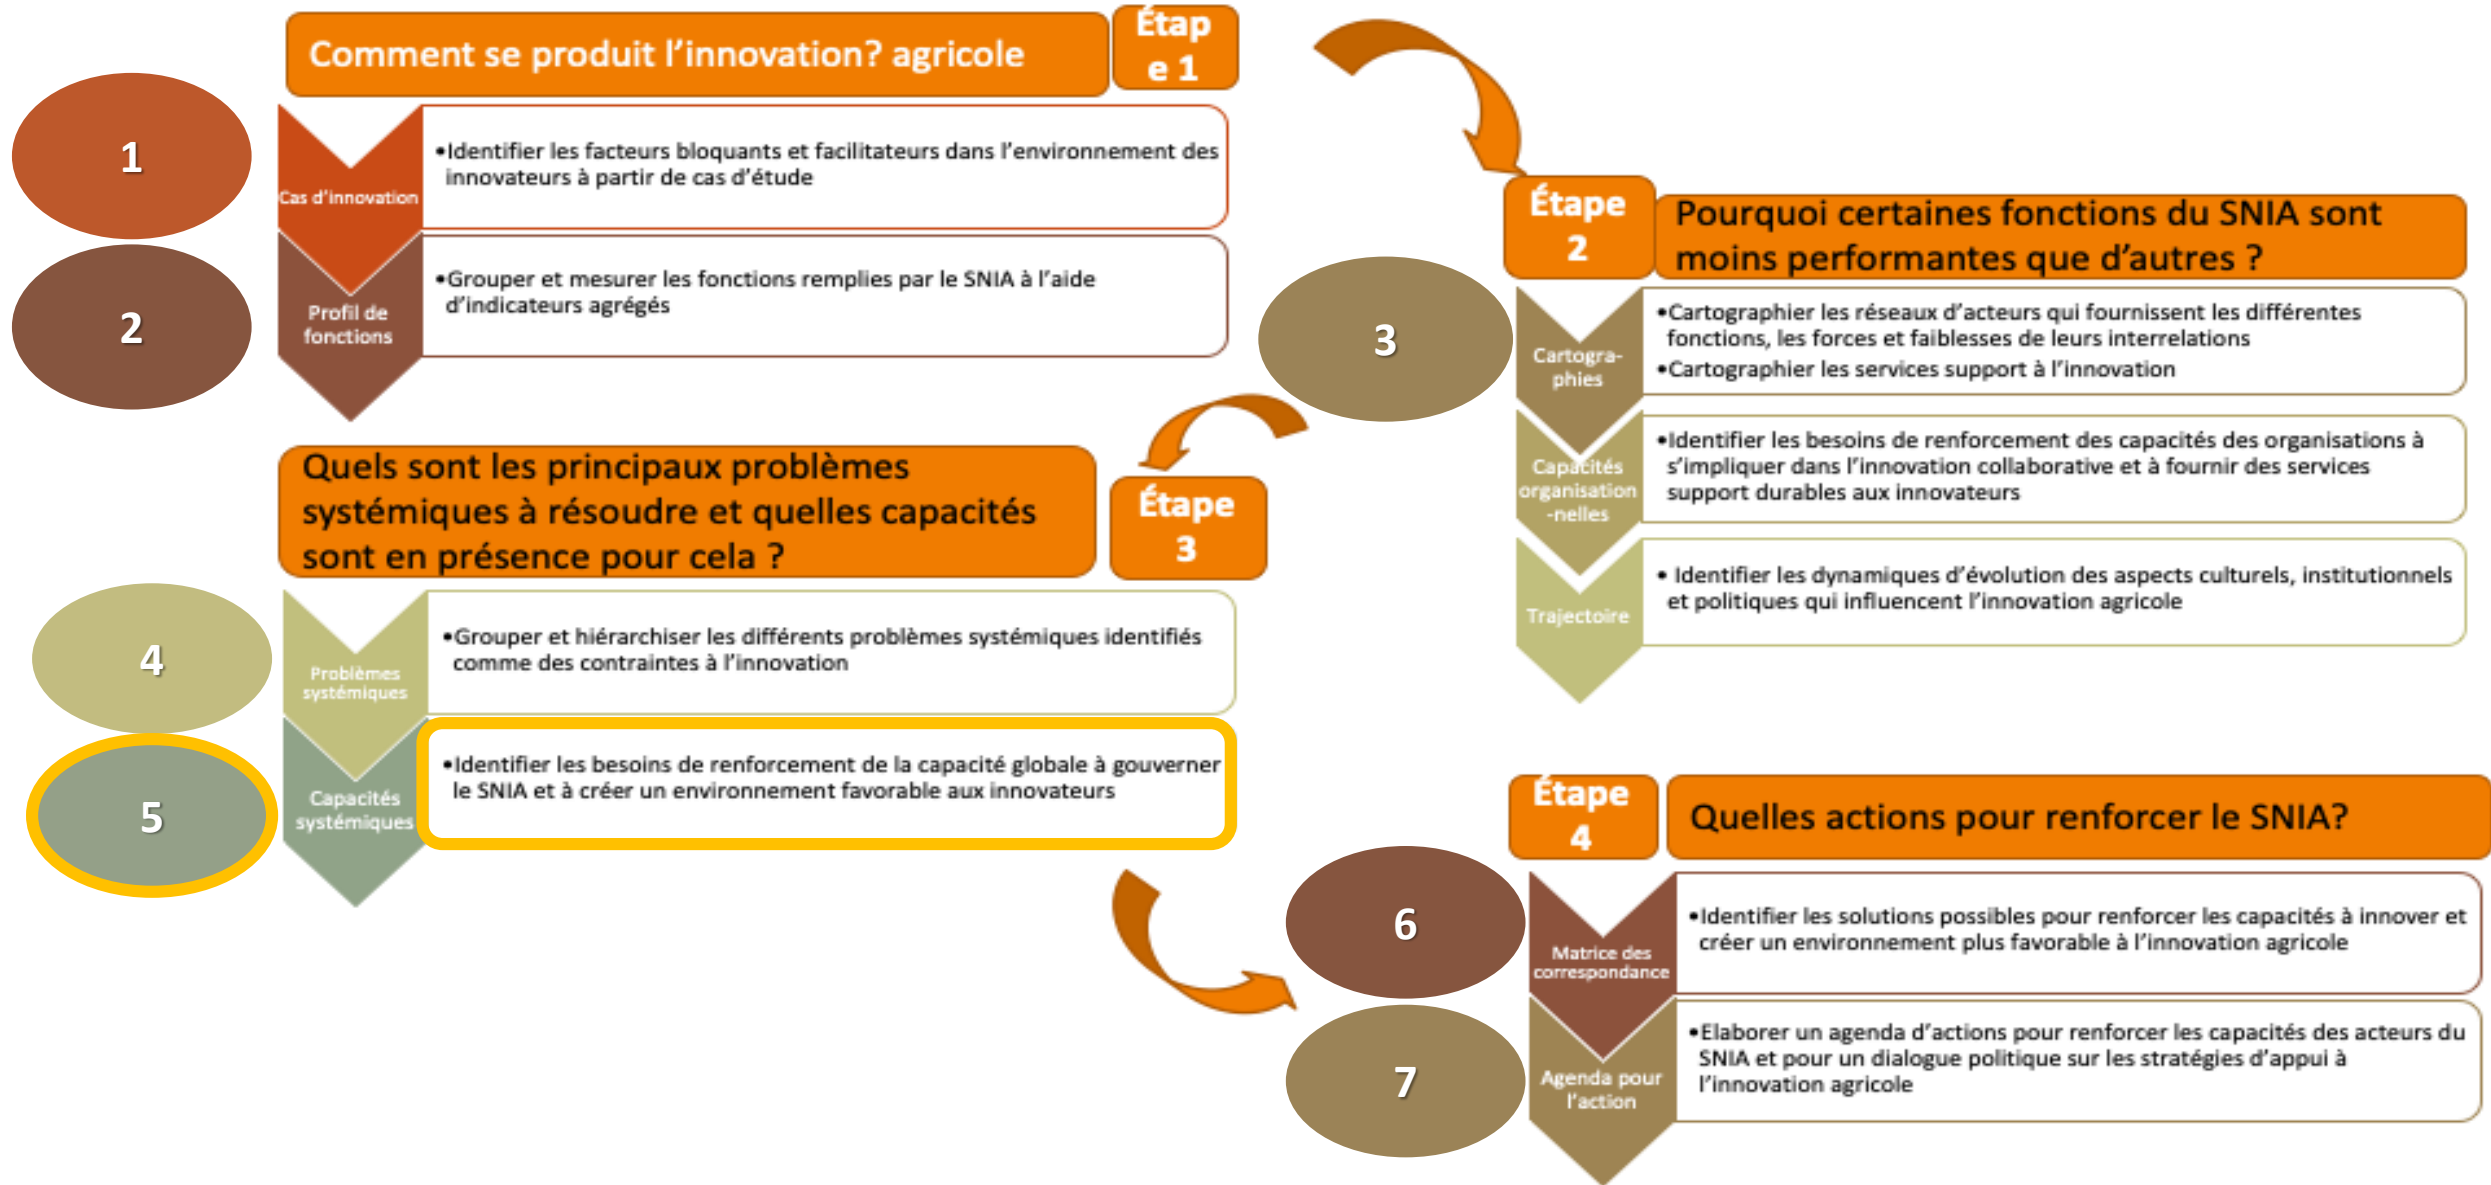 Comment se produit l’innovation? agricole
Étap
e 1
1
Cas d’innovation
•Identifier les facteurs bloquants et facilitateurs dans l’environnement des
innovateurs à partir de cas d’étude
2
Profil de
fonctions
•Grouper et mesurer les fonctions remplies par le SNIA à l’aide
d’indicateurs agrégés
Étape
2
Pourquoi certaines fonctions du SNIA sont
moins performantes que d’autres ?
3
Cartogra-
phies
•Cartographier les réseaux d’acteurs qui fournissent les différentes
fonctions, les forces et faiblesses de leurs interrelations
•Cartographier les services support à l’innovation
Capacités
organisation
-nelles
•Identifier les besoins de renforcement des capacités des organisations à
s’impliquer dans l’innovation collaborative et à fournir des services
support durables aux innovateurs
Trajectoire
• Identifier les dynamiques d’évolution des aspects culturels, institutionnels
et politiques qui influencent l’innovation agricole
Quels sont les principaux problèmes
systémiques à résoudre et quelles capacités
sont en présence pour cela ?
Étape
3
4
Problèmes
systémiques
•Grouper et hiérarchiser les différents problèmes systémiques identifiés
comme des contraintes à l’innovation
5
Capacités
systémiques
•Identifier les besoins de renforcement de la capacité globale à gouverner
le SNIA et à créer un environnement favorable aux innovateurs
Étape
4
Quelles actions pour renforcer le SNIA?
6
Matrice des
correspondance
•Identifier les solutions possibles pour renforcer les capacités à innover et
créer un environnement plus favorable à l’innovation agricole
7
Agenda pour
l’action
•Elaborer un agenda d’actions pour renforcer les capacités des acteurs du
SNIA et pour un dialogue politique sur les stratégies d’appui à
l’innovation agricole